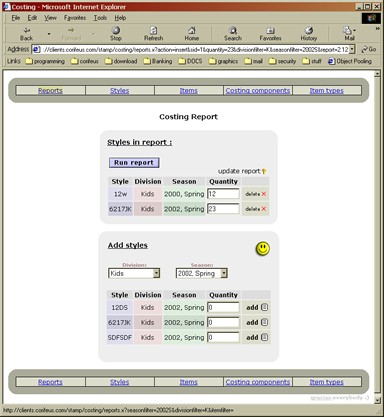 Costing - Microsoft Internet Explorer
File Edit View Favorites Tools Help
Back Forward Stop Refresh Home Search Favorites History Mail
Address ://clients.confeus.com/stamp/costing/reports.x?action=insert&sid=1&quantity=23&divisionfilter=K&seasonfilter=2002S&report=2.12 Go
Links programming confeus download Banking DOCS graphics mail security stuff Object Pooling
Reports Styles Items Costing components Item types
Costing Report
Styles in report :
Run report
update report
Style Division Season Quantity
12w Kids 2000, Spring 12 delete
6217JK Kids 2002, Spring 23 delete
Add styles
Division: Season:
Kids 2002, Spring
Style Division Season Quantity
12DS Kids 2002, Spring 0 add
6217JK Kids 2002, Spring 0 add
SDFSDF Kids 2002, Spring 0 add
Reports Styles Items Costing components Item types
http://clients.confeus.com/stamp/costing/reports.x?seasonfilter=2002S&divisionfilter=K&itemfilter=